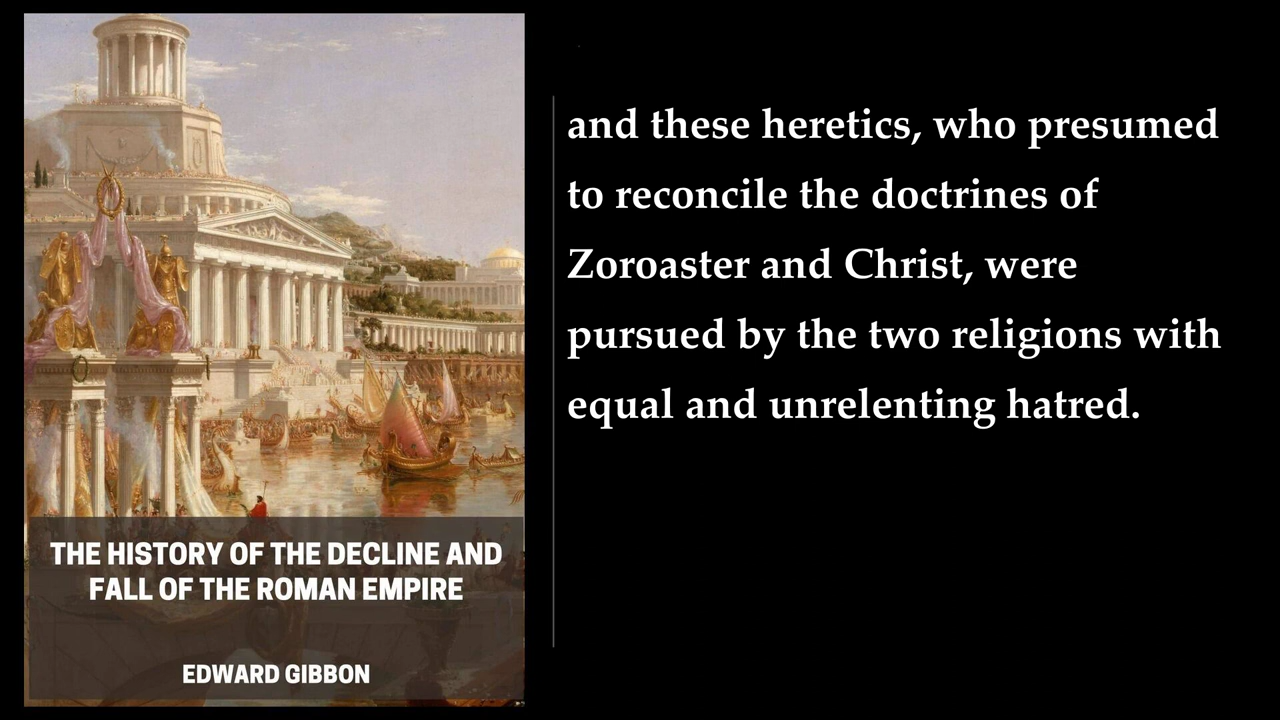 THE HISTORY OF THE DECLINE AND
FALL OF THE ROMAN EMPIRE
EDWARD GIBBON
and these heretics, who presumed
to reconcile the doctrines of
Zoroaster and Christ, were
pursued by the two religions with
equal and unrelenting hatred.